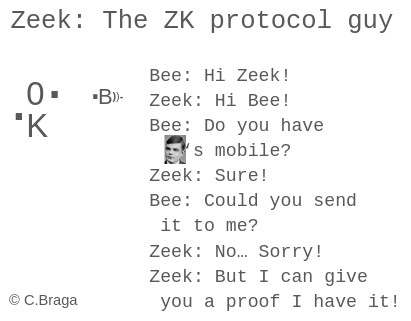 Zeek: The ZK protocol guy
0
K
B))-
Bee: Hi Zeek!
Zeek: Hi Bee!
Bee: Do you have
's mobile?
Zeek: Sure!
Bee: Could you send
it to me?
Zeek: No… Sorry!
Zeek: But I can give
you a proof I have it!
© C.Braga